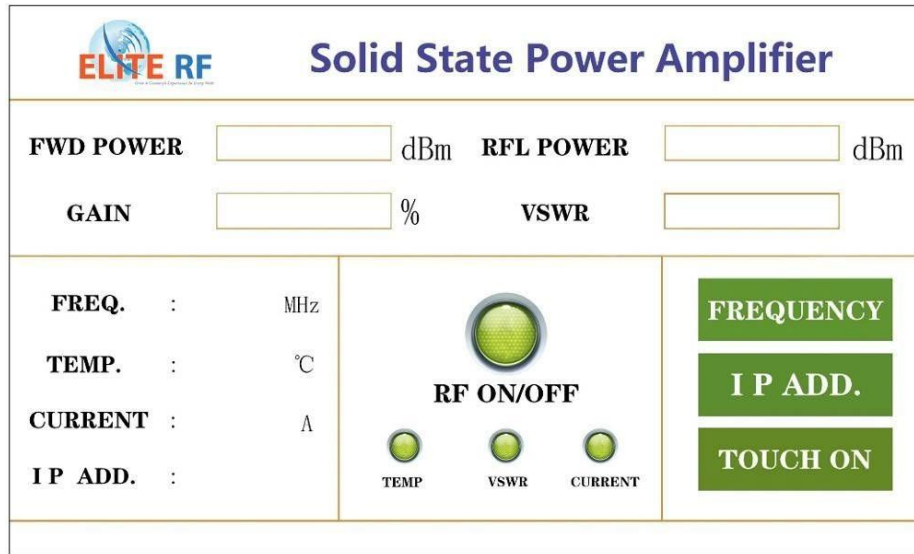 ELITE RF
Solid State Power Amplifier
FWD POWER dBm RFL POWER dBm
GAIN % VSWR
FREQ. : MHz
TEMP. : ℃
CURRENT : A
I P ADD. :
RF ON/OFF
TEMP VSWR CURRENT
FREQUENCY
I P ADD.
TOUCH ON